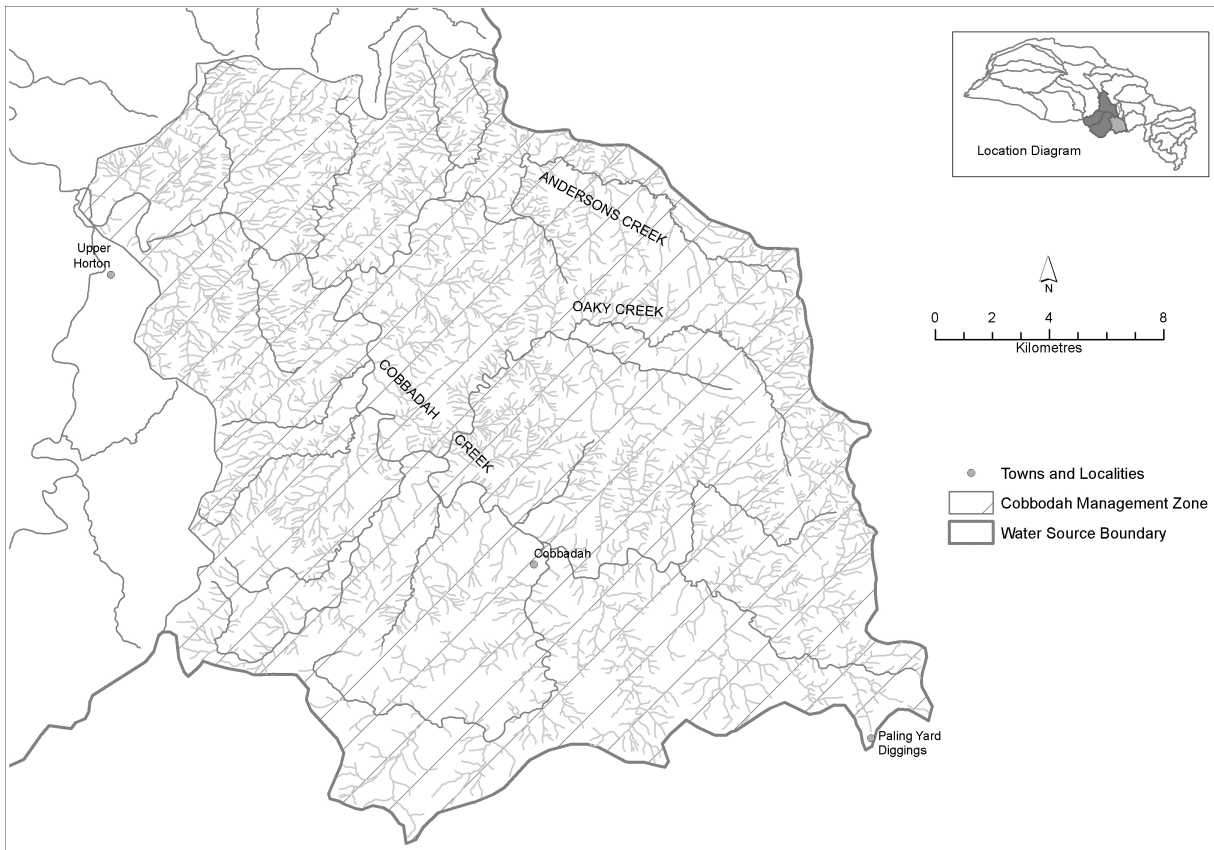 Location Diagram
ANDERSONS CREEK
Upper
Horton
N
OAKY CREEK
0 2 4 6 8
Kilometres
COBBADAH
CREEK
Towns and Localities
Cobbodah Management Zone
Water Source Boundary
Cobbadah
Paling Yard
Diggings